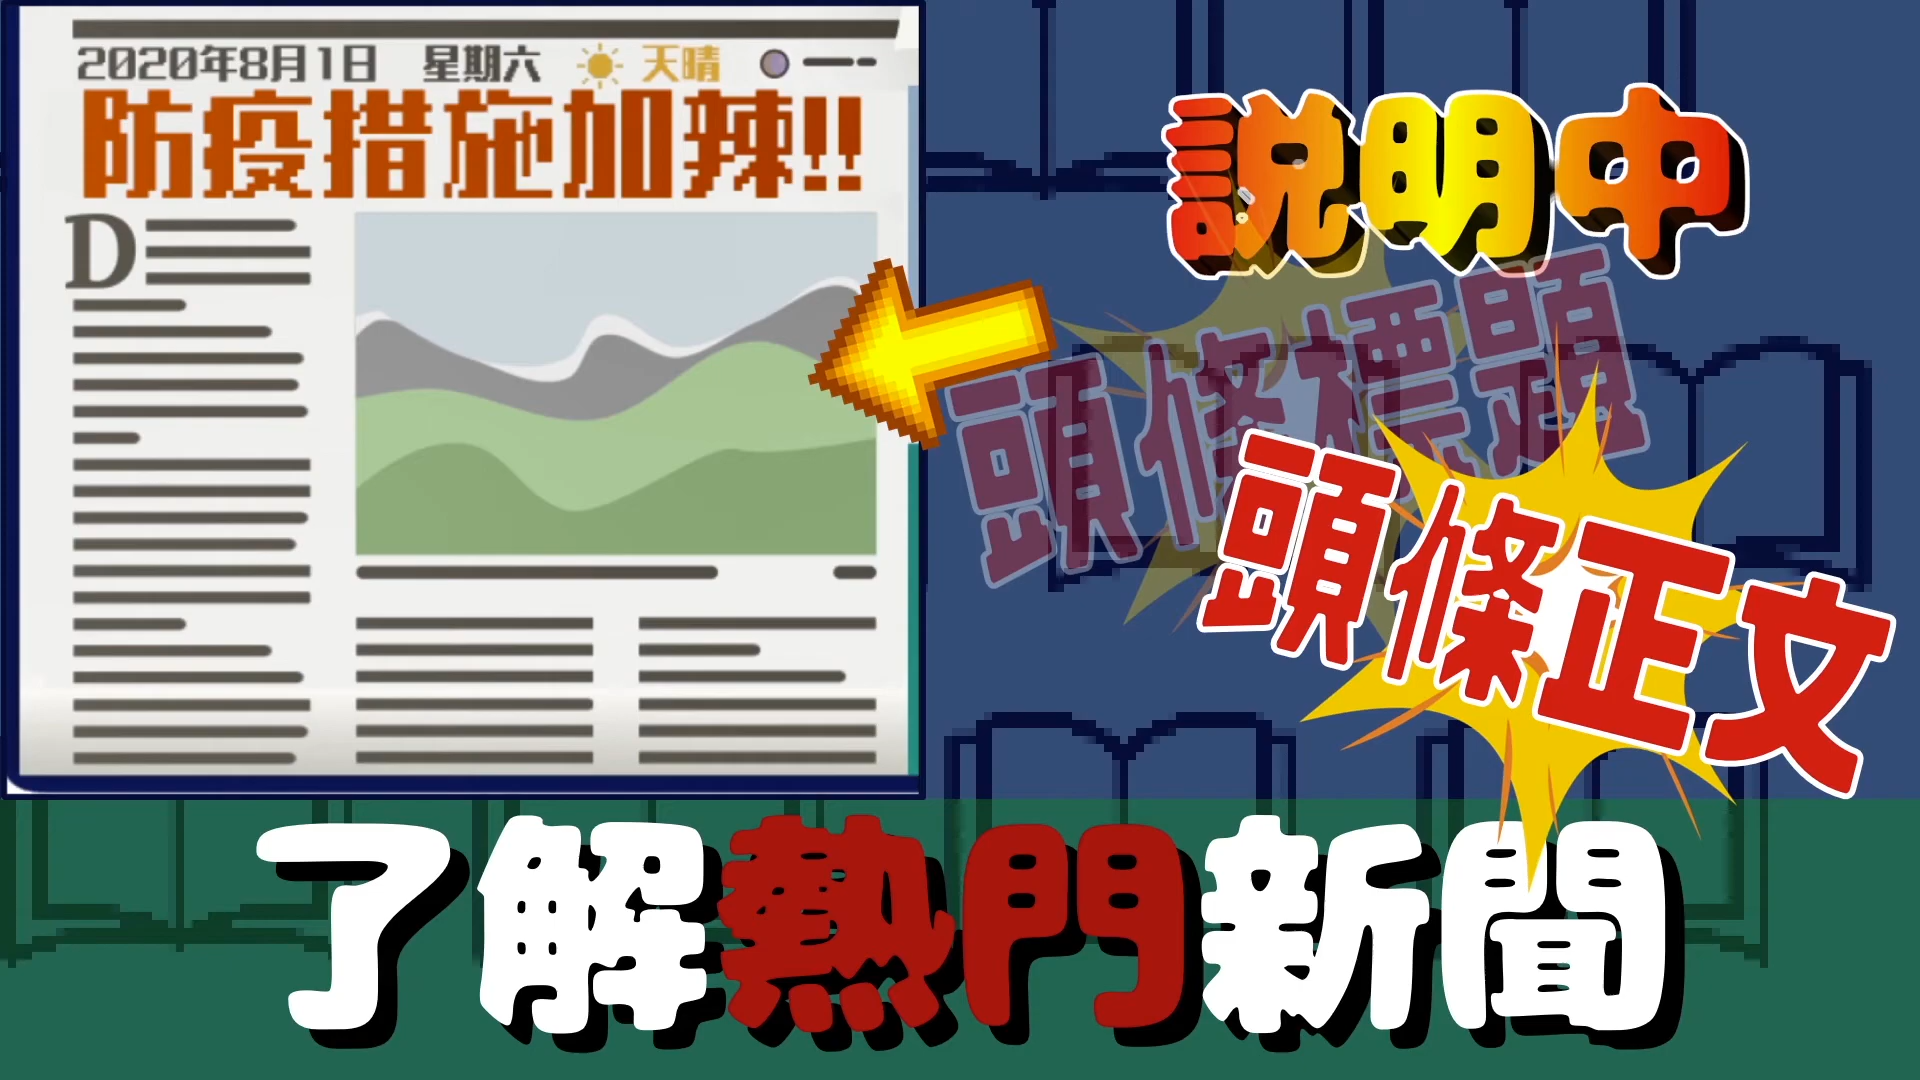 2020年8月1日 星期六 天晴
防疫措施加辣!!
D
説明中
頭條標題
頭條正文
了解熱門新聞